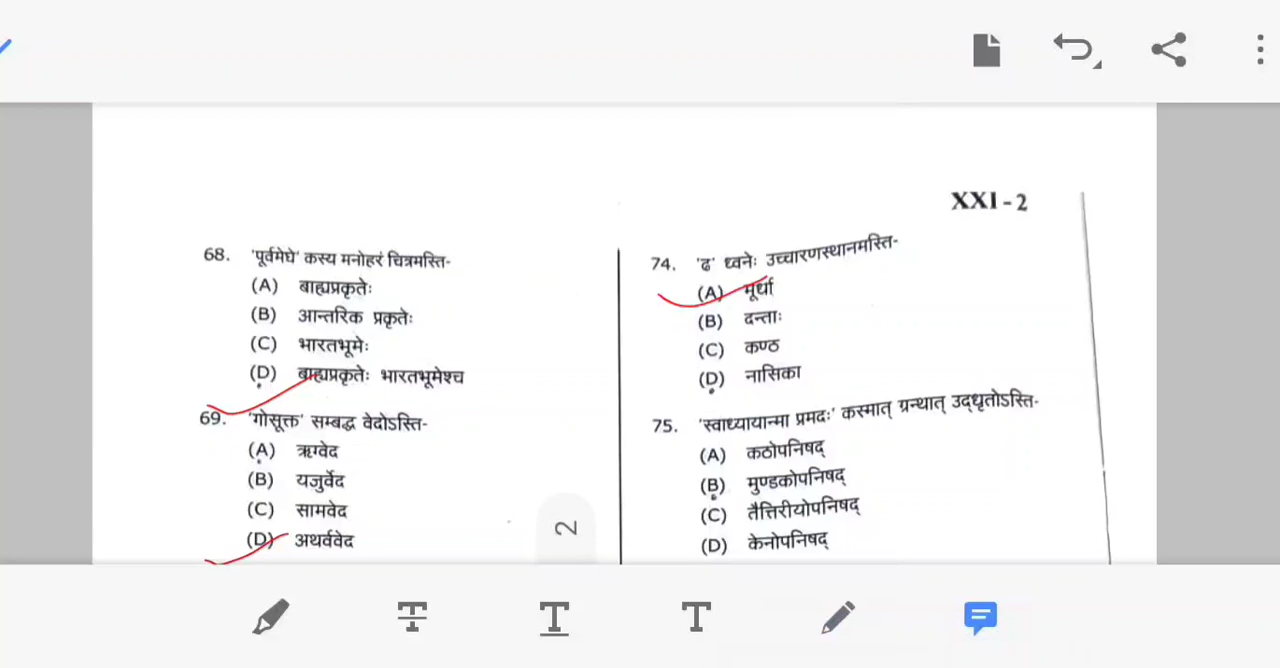 XXI-2
68. 'पूर्वमेघे' कस्य मनोहरं चित्रमस्ति-
(A) बाह्यप्रकृतेः
(B) आन्तरिक प्रकृतेः
(C) भारतभूमेः
(D) बाह्यप्रकृतेः भारतभूमेश्च
69. 'गोसूक्त' सम्बद्ध वेदोऽस्ति-
(A) ऋग्वेद
(B) यजुर्वेद
(C) सामवेद
(D) अथर्ववेद
2
74. 'ढ' ध्वनेः उच्चारणस्थानमस्ति-
(A) मूर्धा
(B) दन्ताः
(C) कण्ठ
(D) नासिका
75. 'स्वाध्यायान्मा प्रमदः' कस्मात् ग्रन्थात् उद्धृतोऽस्ति-
(A) कठोपनिषद्
(B) मुण्डकोपनिषद्
(C) तैत्तिरीयोपनिषद्
(D) केनोपनिषद्
T
T
T